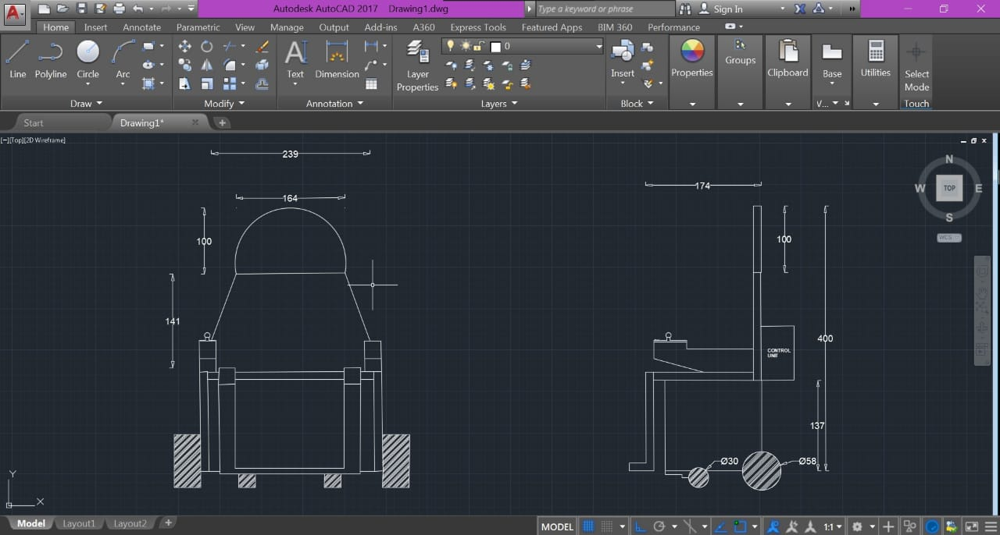 Autodesk AutoCAD 2017 Drawing1.dwg
Type a keyword or phrase
Sign In
Home Insert Annotate Parametric View Manage Output Add-ins A360 Express Tools Featured Apps BIM 360 Performance
Line Polyline Circle Arc
Text Dimension
Layer
Properties
0
Insert
Properties
Groups
Clipboard
Base
Utilities
Select
Mode
Draw
Modify
Annotation
Layers
Block
V...
Touch
Start Drawing1*
[−][Top][2D Wireframe]
239
164
100
141
174
100
400
CONTROL
UNIT
137
Ø30
Ø58
N
W TOP E
S
WCS
Y
X
Model Layout1 Layout2
MODEL
1:1